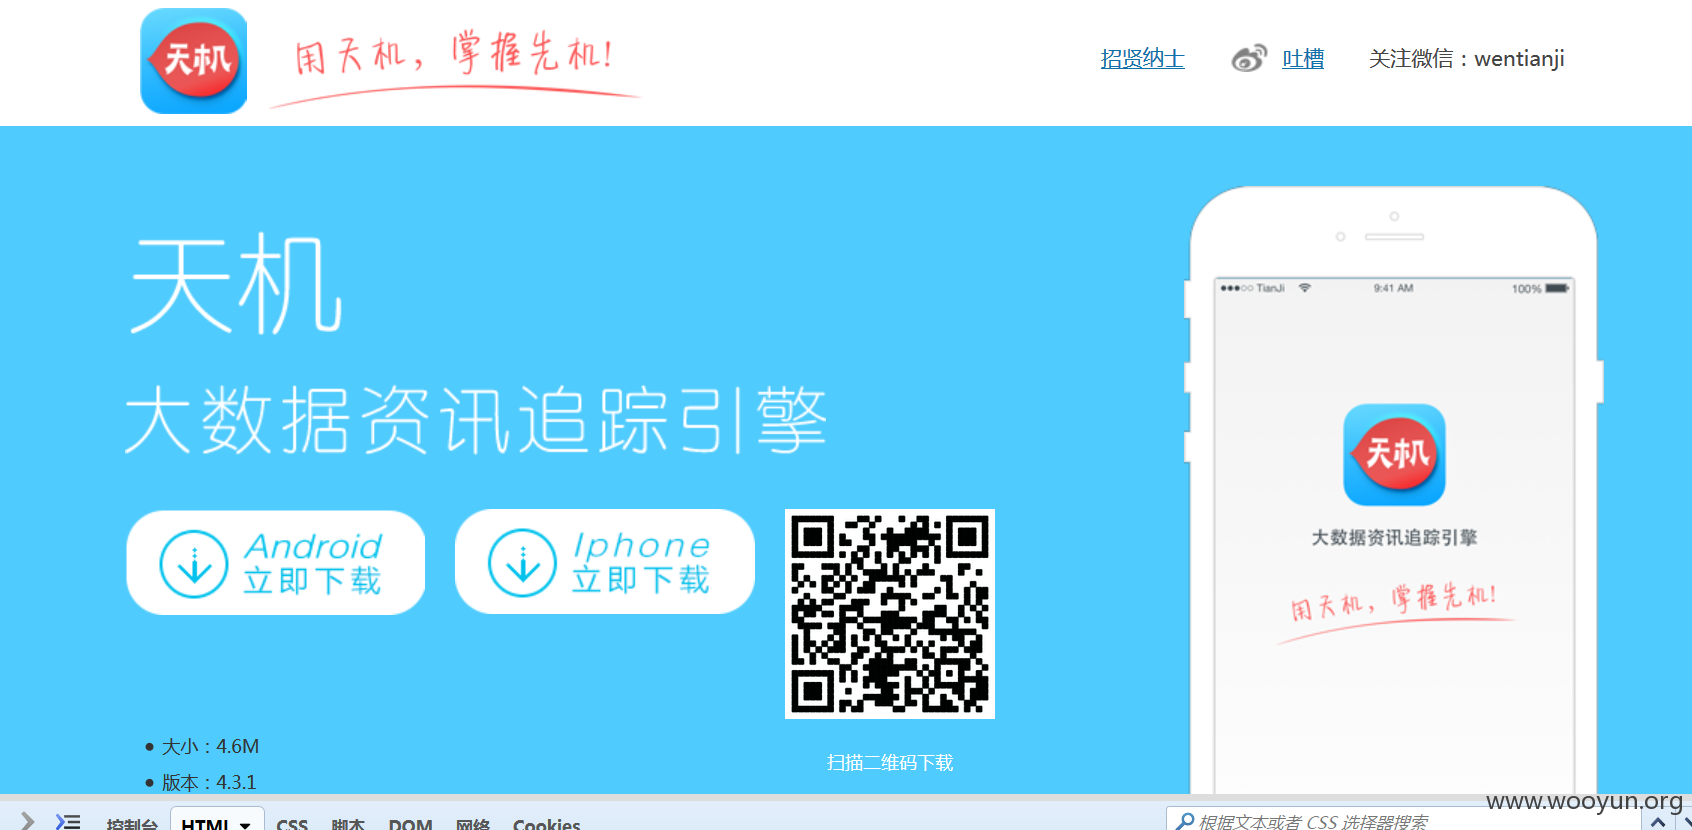 天机
用天机，掌握先机！
招贤纳士 吐槽 关注微信：wentianji
天机
大数据资讯追踪引擎
Android
立即下载
Iphone
立即下载
扫描二维码下载
大小：4.6M
版本：4.3.1
TianJi 9:41 AM 100%
天机
大数据资讯追踪引擎
用天机，掌握先机！
www.wooyun.org
控制台 HTML CSS 脚本 DOM 网络 Cookies
根据文本或者 CSS 选择器搜索